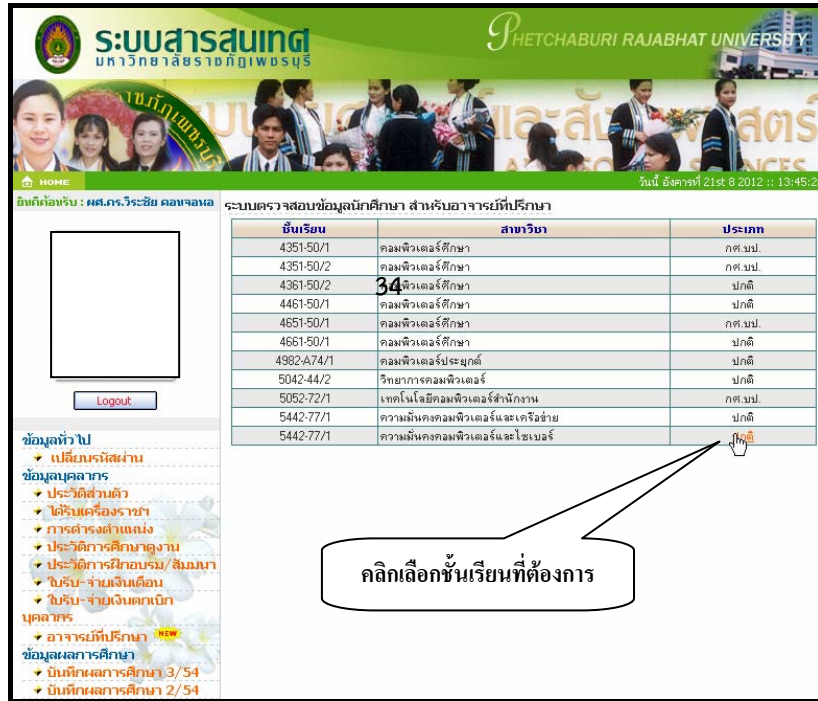 ระบบสารสนเทศ
มหาวิทยาลัยราชภัฏเพชรบุรี
PHETCHABURI RAJABHAT UNIVERSITY
HOME
วันนี้ อังคารที่ 21st 8 2012 :: 13:45:2
ยินดีต้อนรับ : ผศ.ดร.วิระชัย คอนจอหอ
ระบบตรวจสอบข้อมูลนักศึกษา สำหรับอาจารย์ที่ปรึกษา
ชั้นเรียน สาขาวิชา ประเภท
4351-50/1 คอมพิวเตอร์ศึกษา กศ.บป.
4351-50/2 คอมพิวเตอร์ศึกษา กศ.บป.
4361-50/2 คอมพิวเตอร์ศึกษา ปกติ
34
4461-50/1 คอมพิวเตอร์ศึกษา ปกติ
4651-50/1 คอมพิวเตอร์ศึกษา กศ.บป.
4661-50/1 คอมพิวเตอร์ศึกษา ปกติ
4982-A74/1 คอมพิวเตอร์ประยุกต์ ปกติ
5042-44/2 วิทยาการคอมพิวเตอร์ ปกติ
5052-72/1 เทคโนโลยีคอมพิวเตอร์สำนักงาน กศ.บป.
5442-77/1 ความมั่นคงคอมพิวเตอร์และเครือข่าย ปกติ
5442-77/1 ความมั่นคงคอมพิวเตอร์และไซเบอร์ ปกติ
Logout
ข้อมูลทั่วไป
เปลี่ยนรหัสผ่าน
ข้อมูลบุคลากร
ประวัติส่วนตัว
ได้รับเครื่องราชฯ
การดำรงตำแหน่ง
ประวัติการศึกษาดูงาน
ประวัติการฝึกอบรม/สัมมนา
ใบรับ-จ่ายเงินเดือน
ใบรับ-จ่ายเงินตกเบิก
บุคลากร
อาจารย์ที่ปรึกษา NEW
ข้อมูลผลการศึกษา
บันทึกผลการศึกษา 3/54
บันทึกผลการศึกษา 2/54
คลิกเลือกชั้นเรียนที่ต้องการ